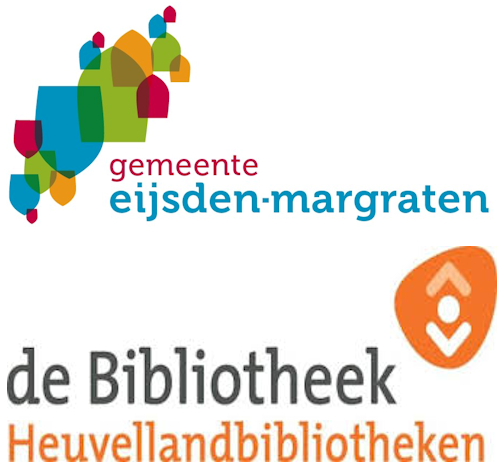 gemeente
eijsden-margraten
de Bibliotheek
Heuvellandbibliotheken